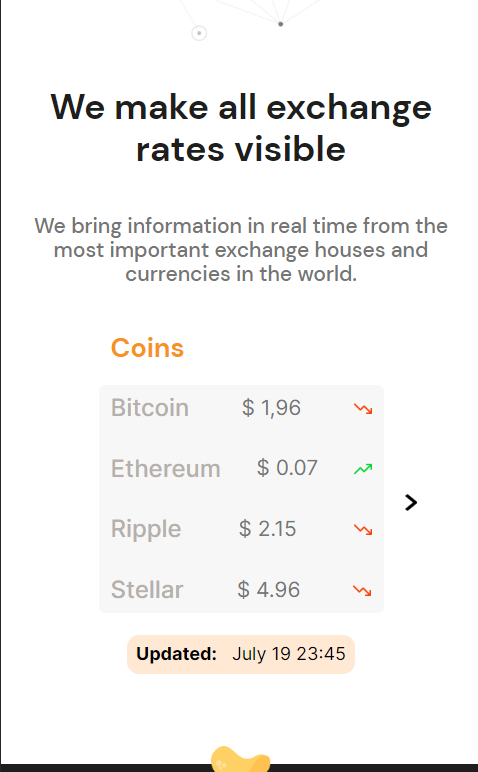 We make all exchange
rates visible
We bring information in real time from the
most important exchange houses and
currencies in the world.
Coins
Bitcoin $ 1,96
Ethereum $ 0.07
Ripple $ 2.15
Stellar $ 4.96
Updated: July 19 23:45